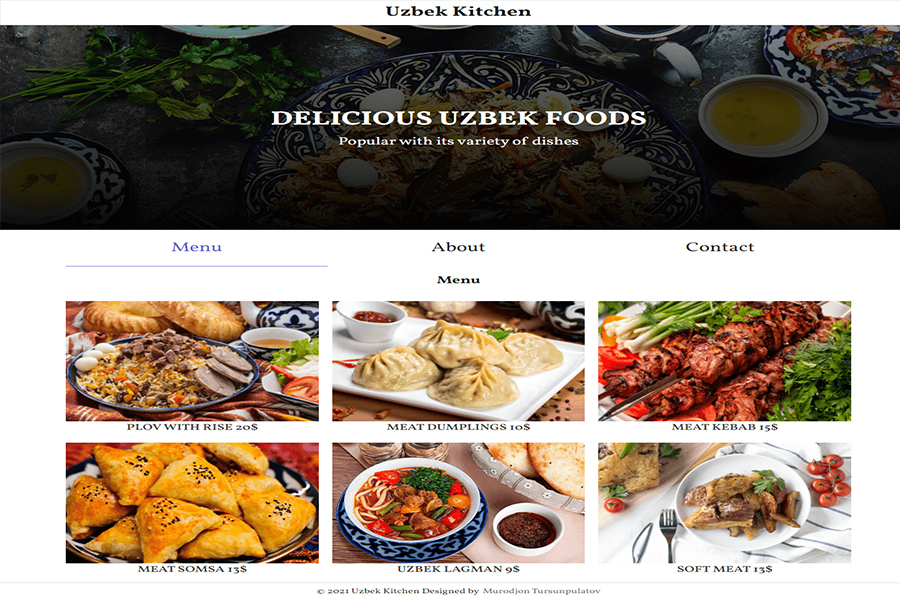 Uzbek Kitchen
DELICIOUS UZBEK FOODS
Popular with its variety of dishes
Menu About Contact
Menu
PLOV WITH RISE 20$ MEAT DUMPLINGS 10$ MEAT KEBAB 15$
MEAT SOMSA 13$ UZBEK LAGMAN 9$ SOFT MEAT 13$
© 2021 Uzbek Kitchen Designed by Murodjon Tursunpulatov